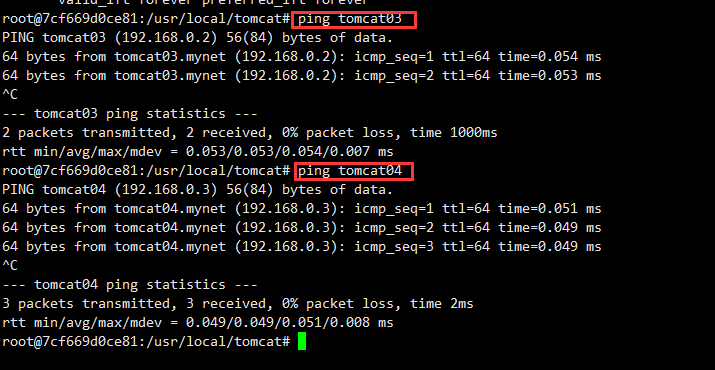 valid_lft forever preferred_lft forever
root@7cf669d0ce81:/usr/local/tomcat# ping tomcat03
PING tomcat03 (192.168.0.2) 56(84) bytes of data.
64 bytes from tomcat03.mynet (192.168.0.2): icmp_seq=1 ttl=64 time=0.054 ms
64 bytes from tomcat03.mynet (192.168.0.2): icmp_seq=2 ttl=64 time=0.053 ms
^C
--- tomcat03 ping statistics ---
2 packets transmitted, 2 received, 0% packet loss, time 1000ms
rtt min/avg/max/mdev = 0.053/0.053/0.054/0.007 ms
root@7cf669d0ce81:/usr/local/tomcat# ping tomcat04
PING tomcat04 (192.168.0.3) 56(84) bytes of data.
64 bytes from tomcat04.mynet (192.168.0.3): icmp_seq=1 ttl=64 time=0.051 ms
64 bytes from tomcat04.mynet (192.168.0.3): icmp_seq=2 ttl=64 time=0.049 ms
64 bytes from tomcat04.mynet (192.168.0.3): icmp_seq=3 ttl=64 time=0.049 ms
^C
--- tomcat04 ping statistics ---
3 packets transmitted, 3 received, 0% packet loss, time 2ms
rtt min/avg/max/mdev = 0.049/0.049/0.051/0.008 ms
root@7cf669d0ce81:/usr/local/tomcat#